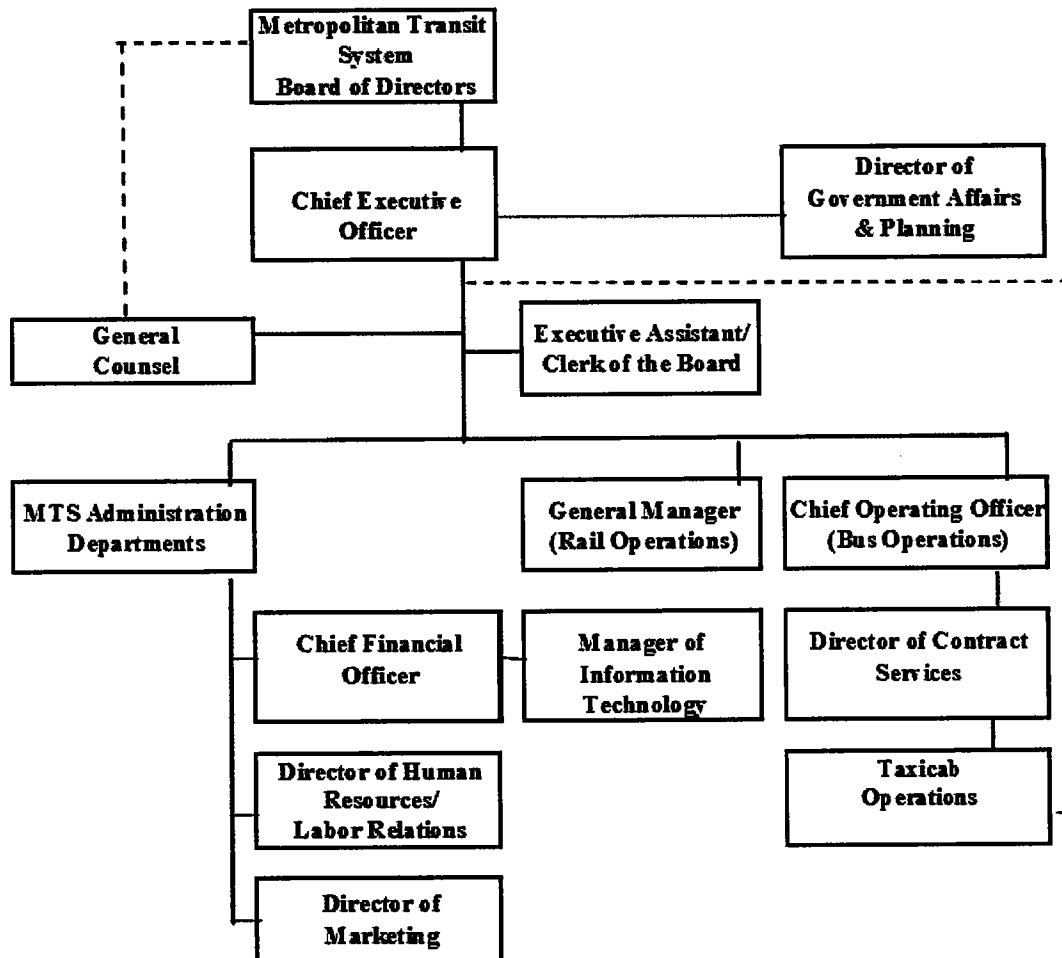 Metropolitan Transit
System
Board of Directors
Chief Executive
Officer
Director of
Government Affairs
& Planning
General
Counsel
Executive Assistant/
Clerk of the Board
MTS Administration
Departments
General Manager
(Rail Operations)
Chief Operating Officer
(Bus Operations)
Chief Financial
Officer
Manager of
Information
Technology
Director of Contract
Services
Director of Human
Resources/
Labor Relations
Taxicab
Operations
Director of
Marketing